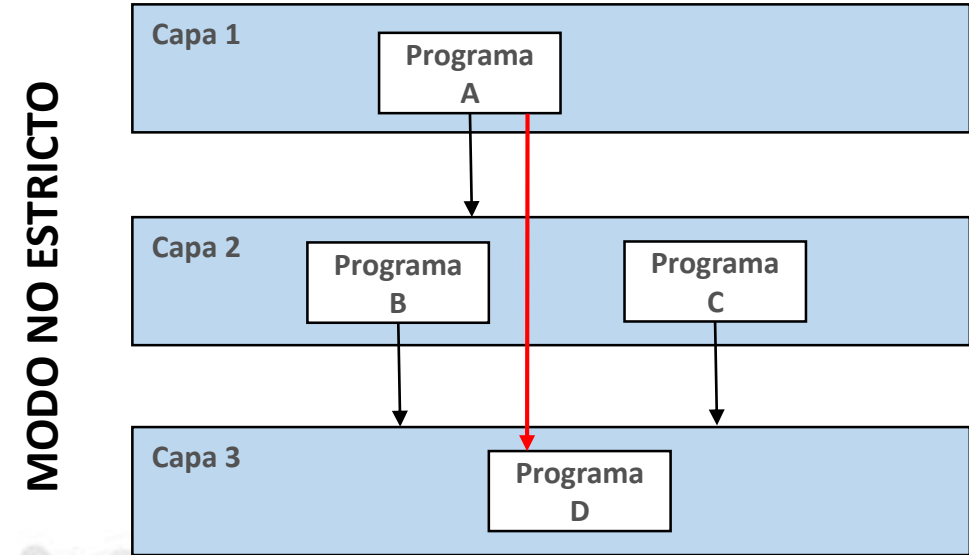 MODO NO ESTRICTO
Capa 1
Programa
A
Capa 2
Programa
B
Programa
C
Capa 3
Programa
D